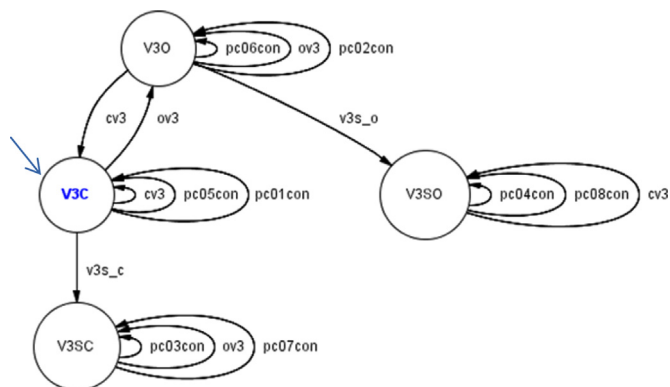 V3O
pc06con ov3 pc02con
cv3 ov3
v3s_o
V3C
cv3 pc05con pc01con
V3SO
pc04con pc08con cv3
v3s_c
V3SC
pc03con ov3 pc07con